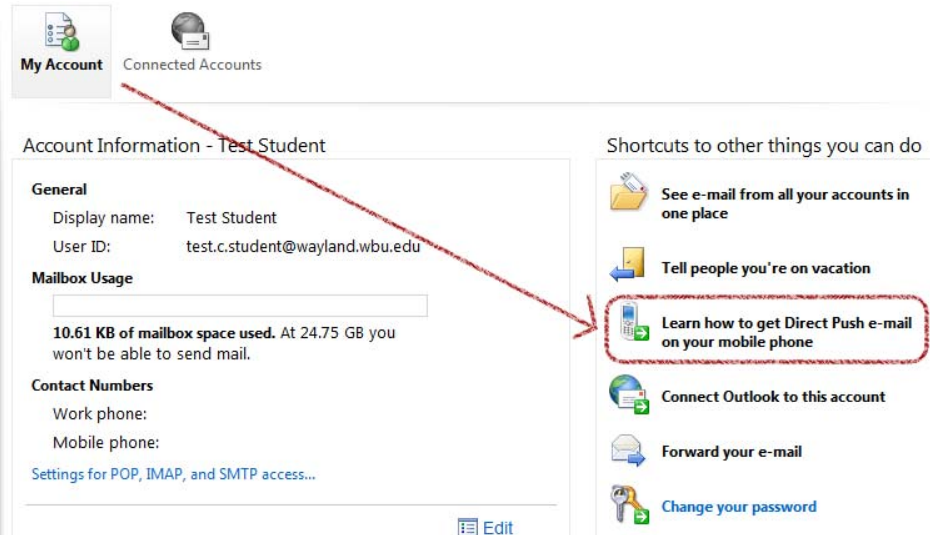 My Account
Connected Accounts
Account Information - Test Student
General
Display name: Test Student
User ID: test.c.student@wayland.wbu.edu
Mailbox Usage
10.61 KB of mailbox space used. At 24.75 GB you
won't be able to send mail.
Contact Numbers
Work phone:
Mobile phone:
Settings for POP, IMAP, and SMTP access...
Edit
Shortcuts to other things you can do
See e-mail from all your accounts in
one place
Tell people you're on vacation
Learn how to get Direct Push e-mail
on your mobile phone
Connect Outlook to this account
Forward your e-mail
Change your password